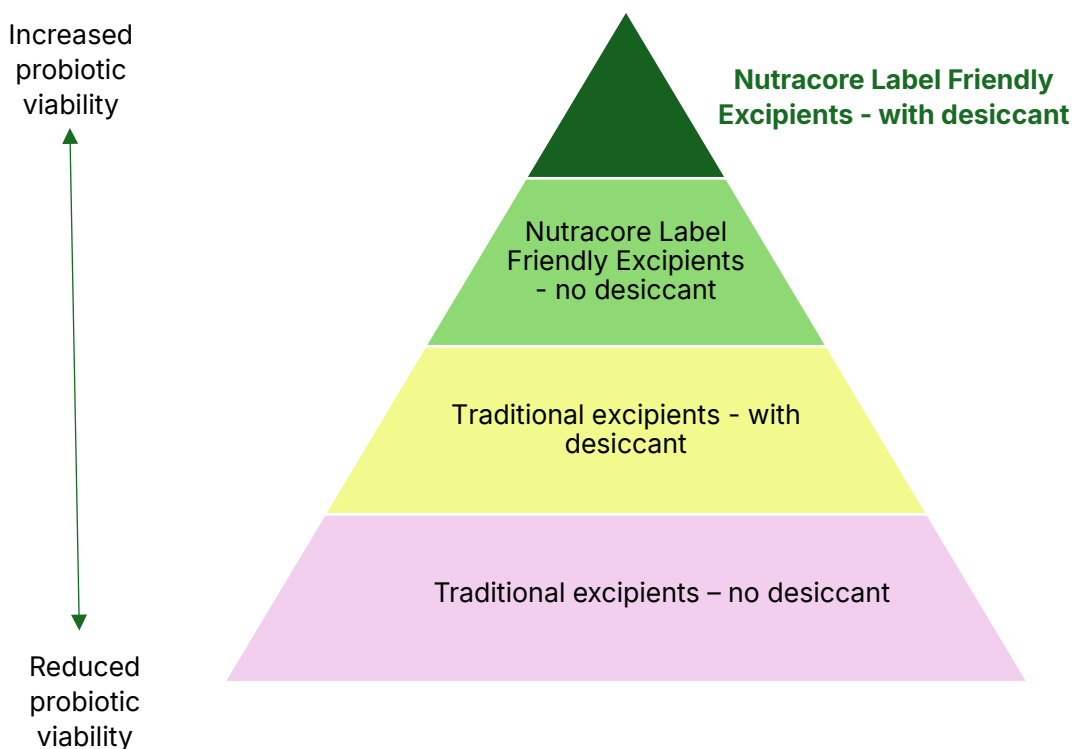 Increased
probiotic
viability
Nutracore Label Friendly
Excipients - with desiccant
Nutracore Label
Friendly Excipients
- no desiccant
Traditional excipients - with
desiccant
Traditional excipients – no desiccant
Reduced
probiotic
viability